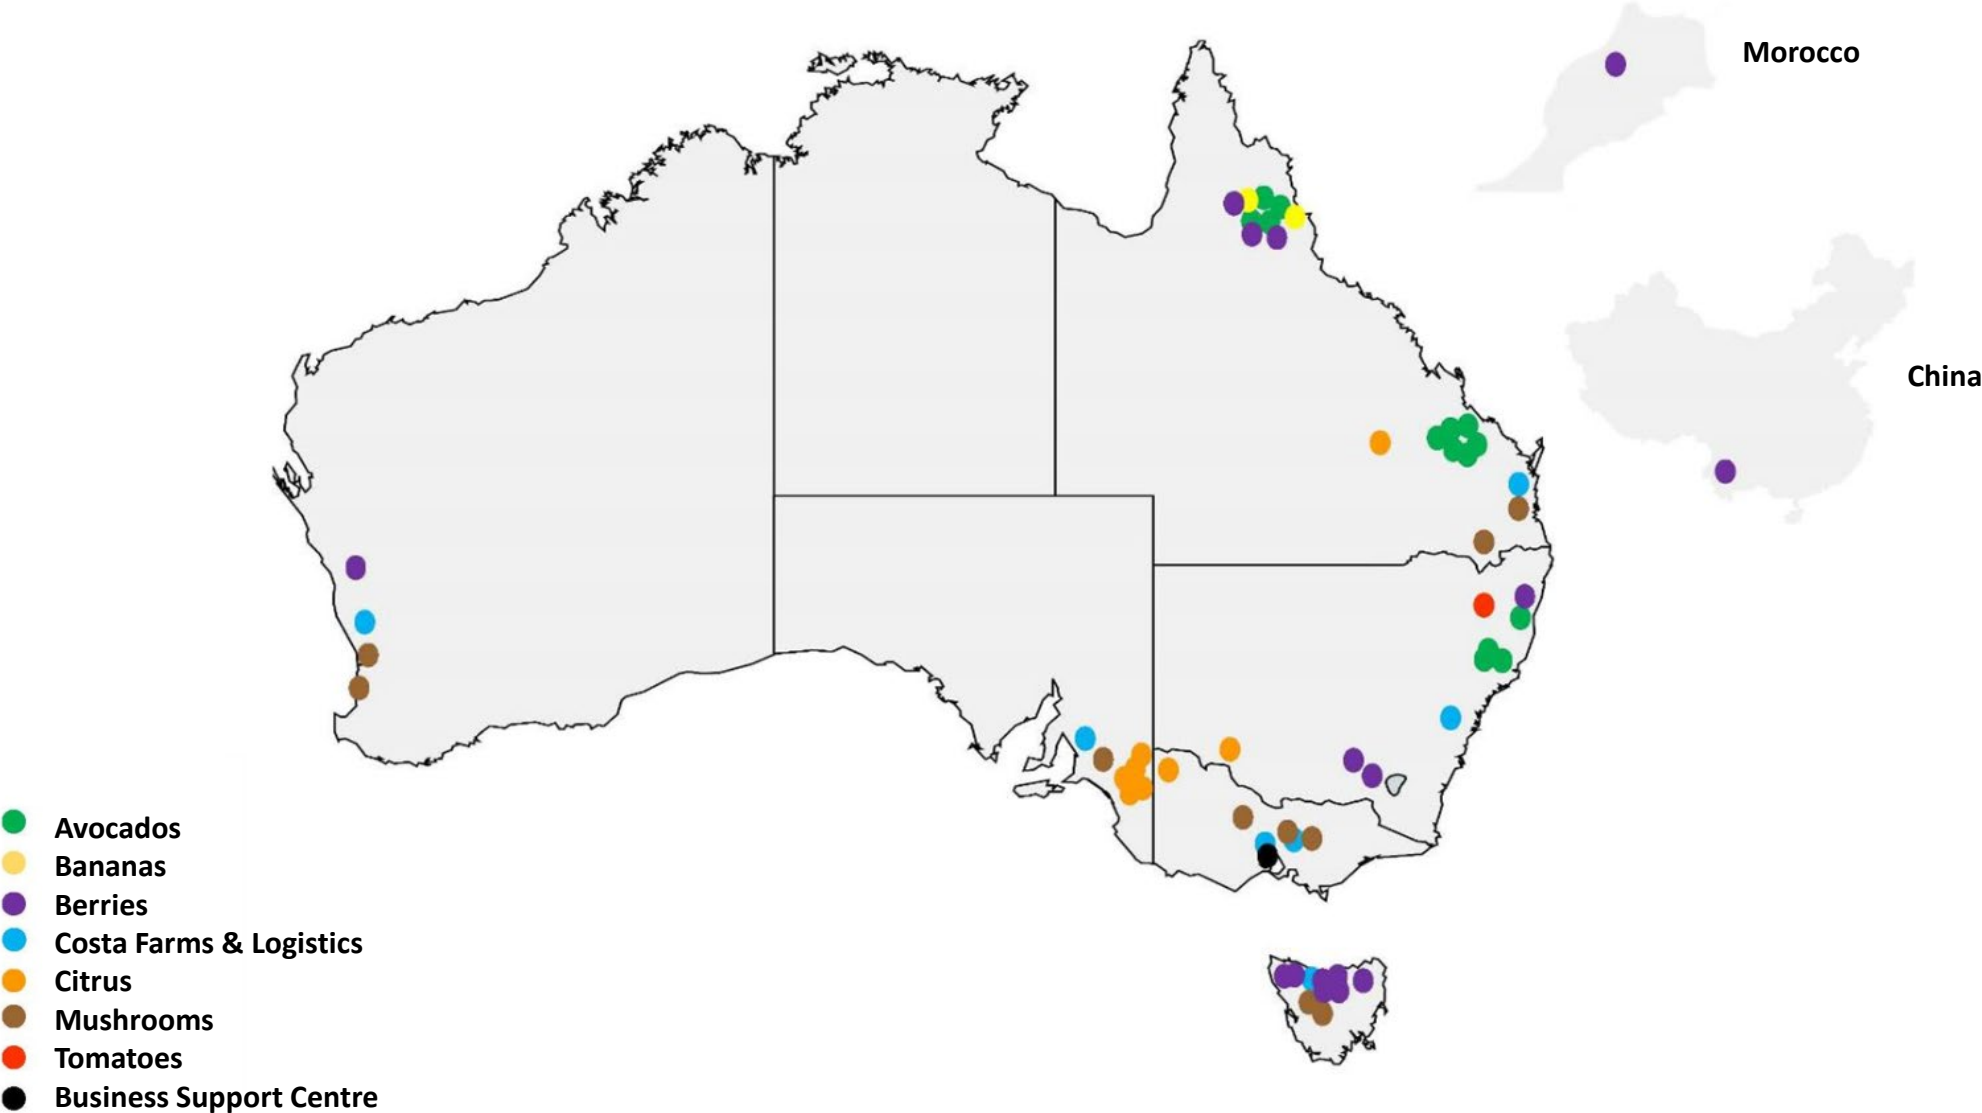 Morocco
China
Avocados
Bananas
Berries
Costa Farms & Logistics
Citrus
Mushrooms
Tomatoes
Business Support Centre